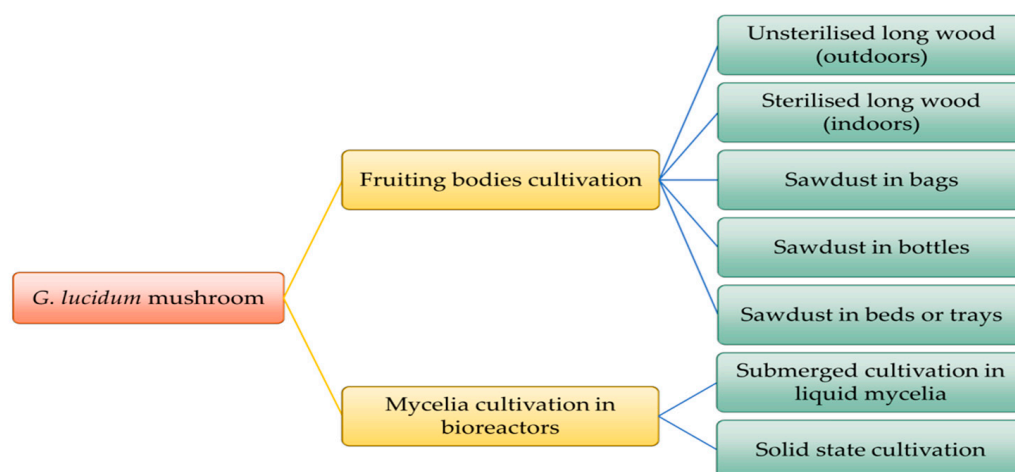 Unsterilised long wood
(outdoors)
Sterilised long wood
(indoors)
Fruiting bodies cultivation
Sawdust in bags
Sawdust in bottles
G. lucidum mushroom
Sawdust in beds or trays
Mycelia cultivation in
bioreactors
Submerged cultivation in
liquid mycelia
Solid state cultivation